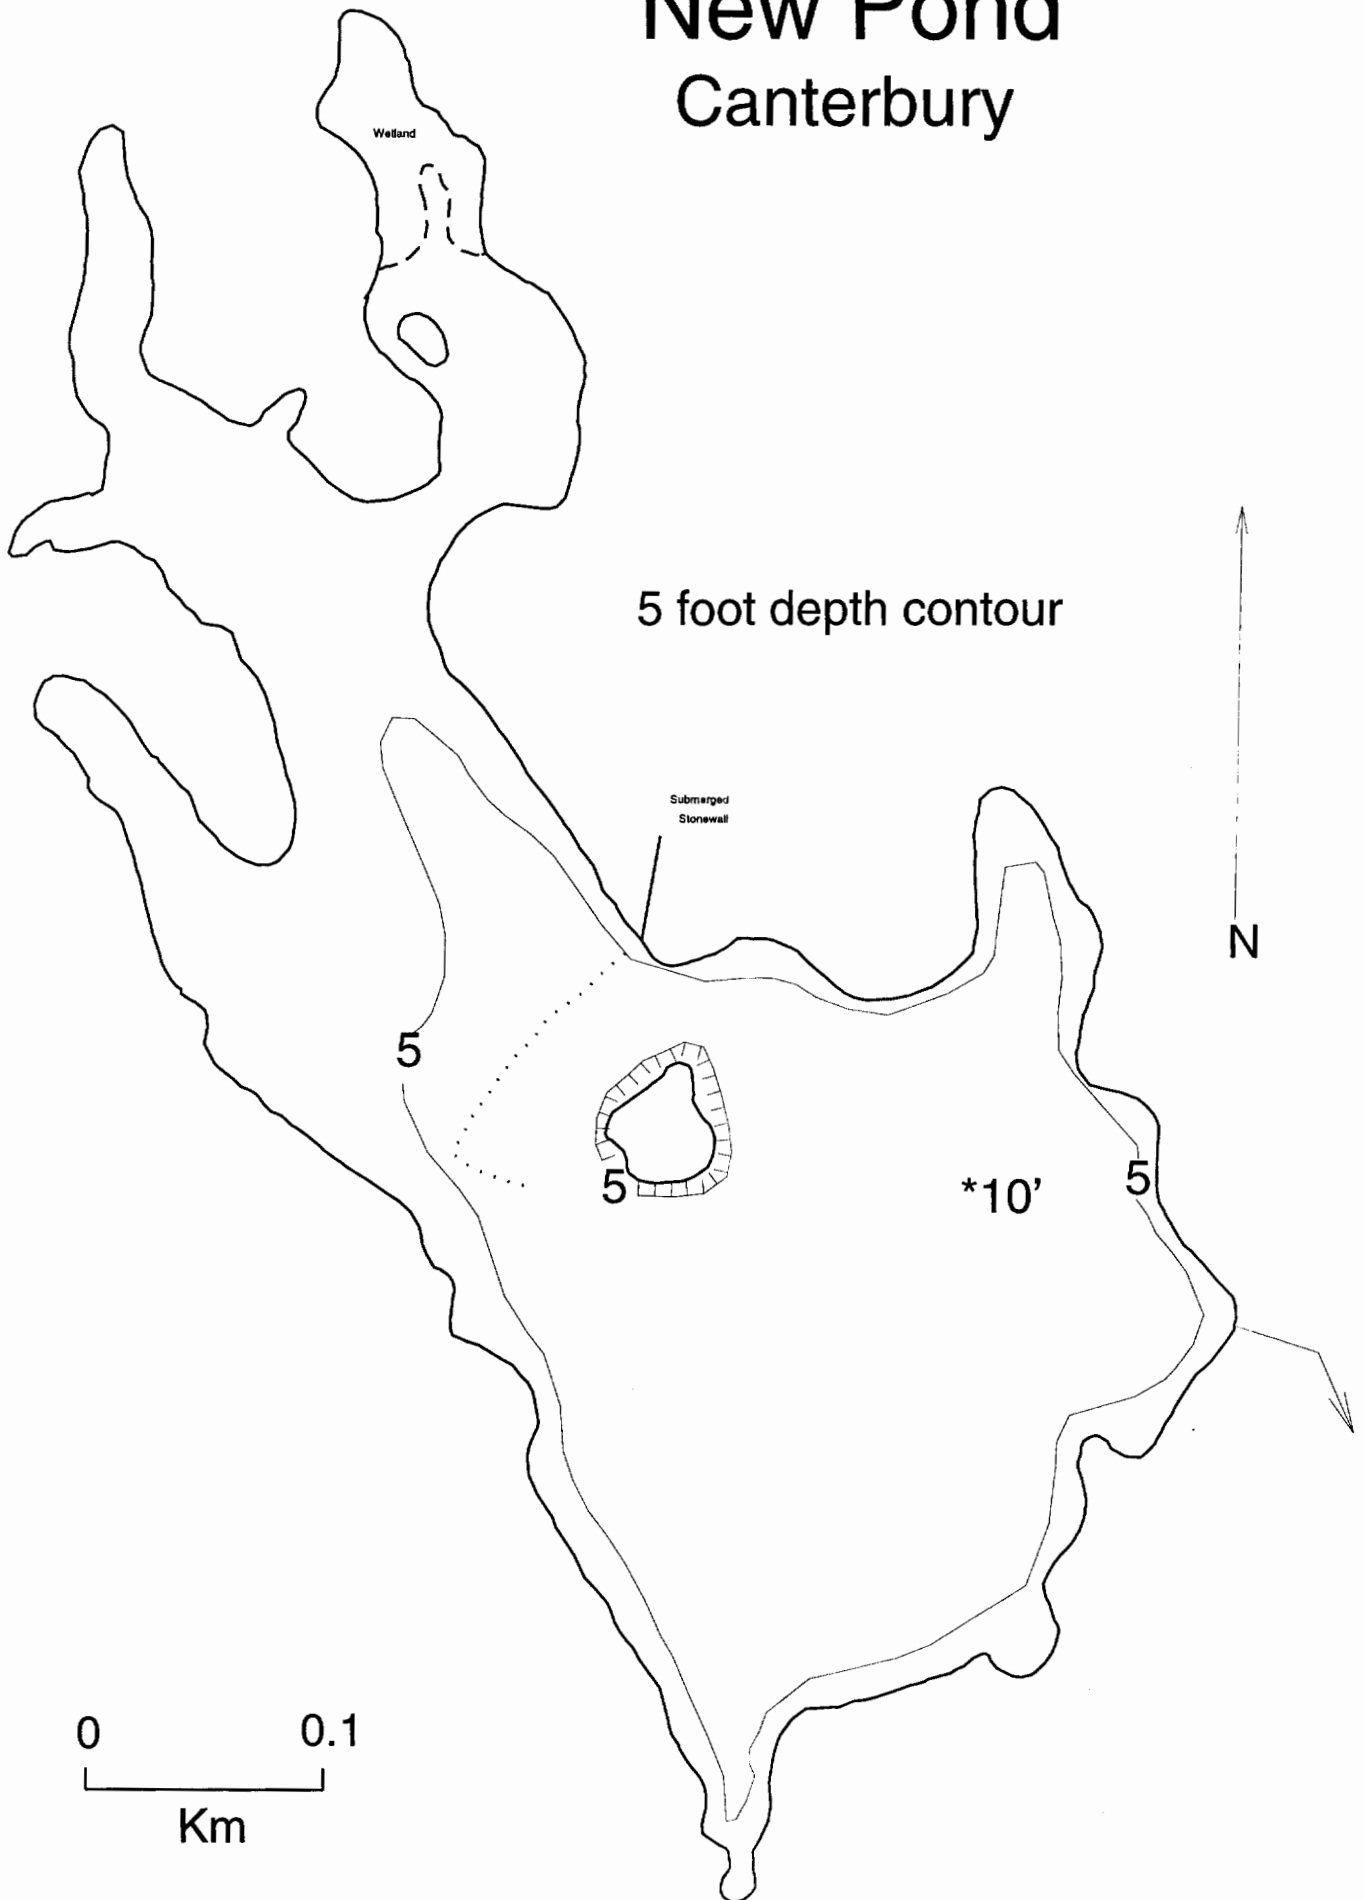 New Pond
Canterbury
Wetland
5 foot depth contour
Submerged
Stonewall
N
5
5
*10’
5
0 0.1
Km